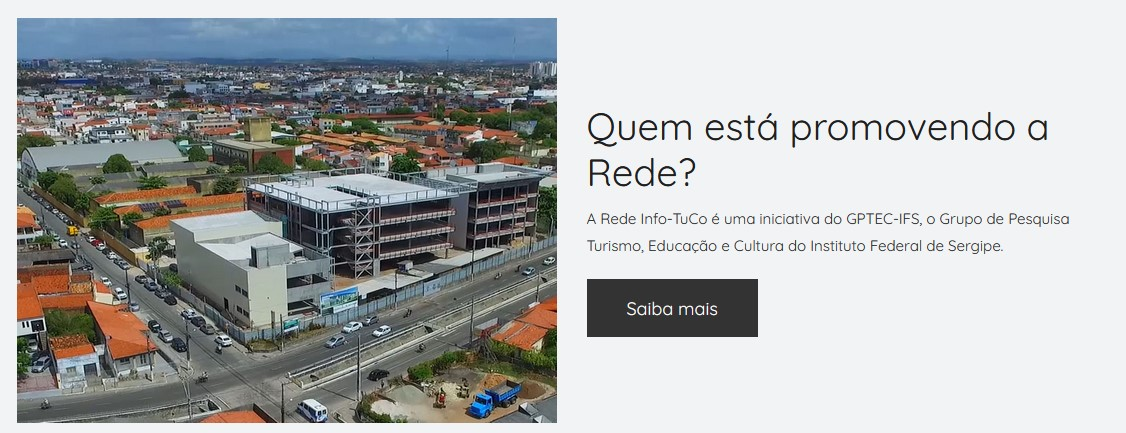 Quem está promovendo a
Rede?
A Rede Info-TuCo é uma iniciativa do GPTEC-IFS, o Grupo de Pesquisa
Turismo, Educação e Cultura do Instituto Federal de Sergipe.
Saiba mais